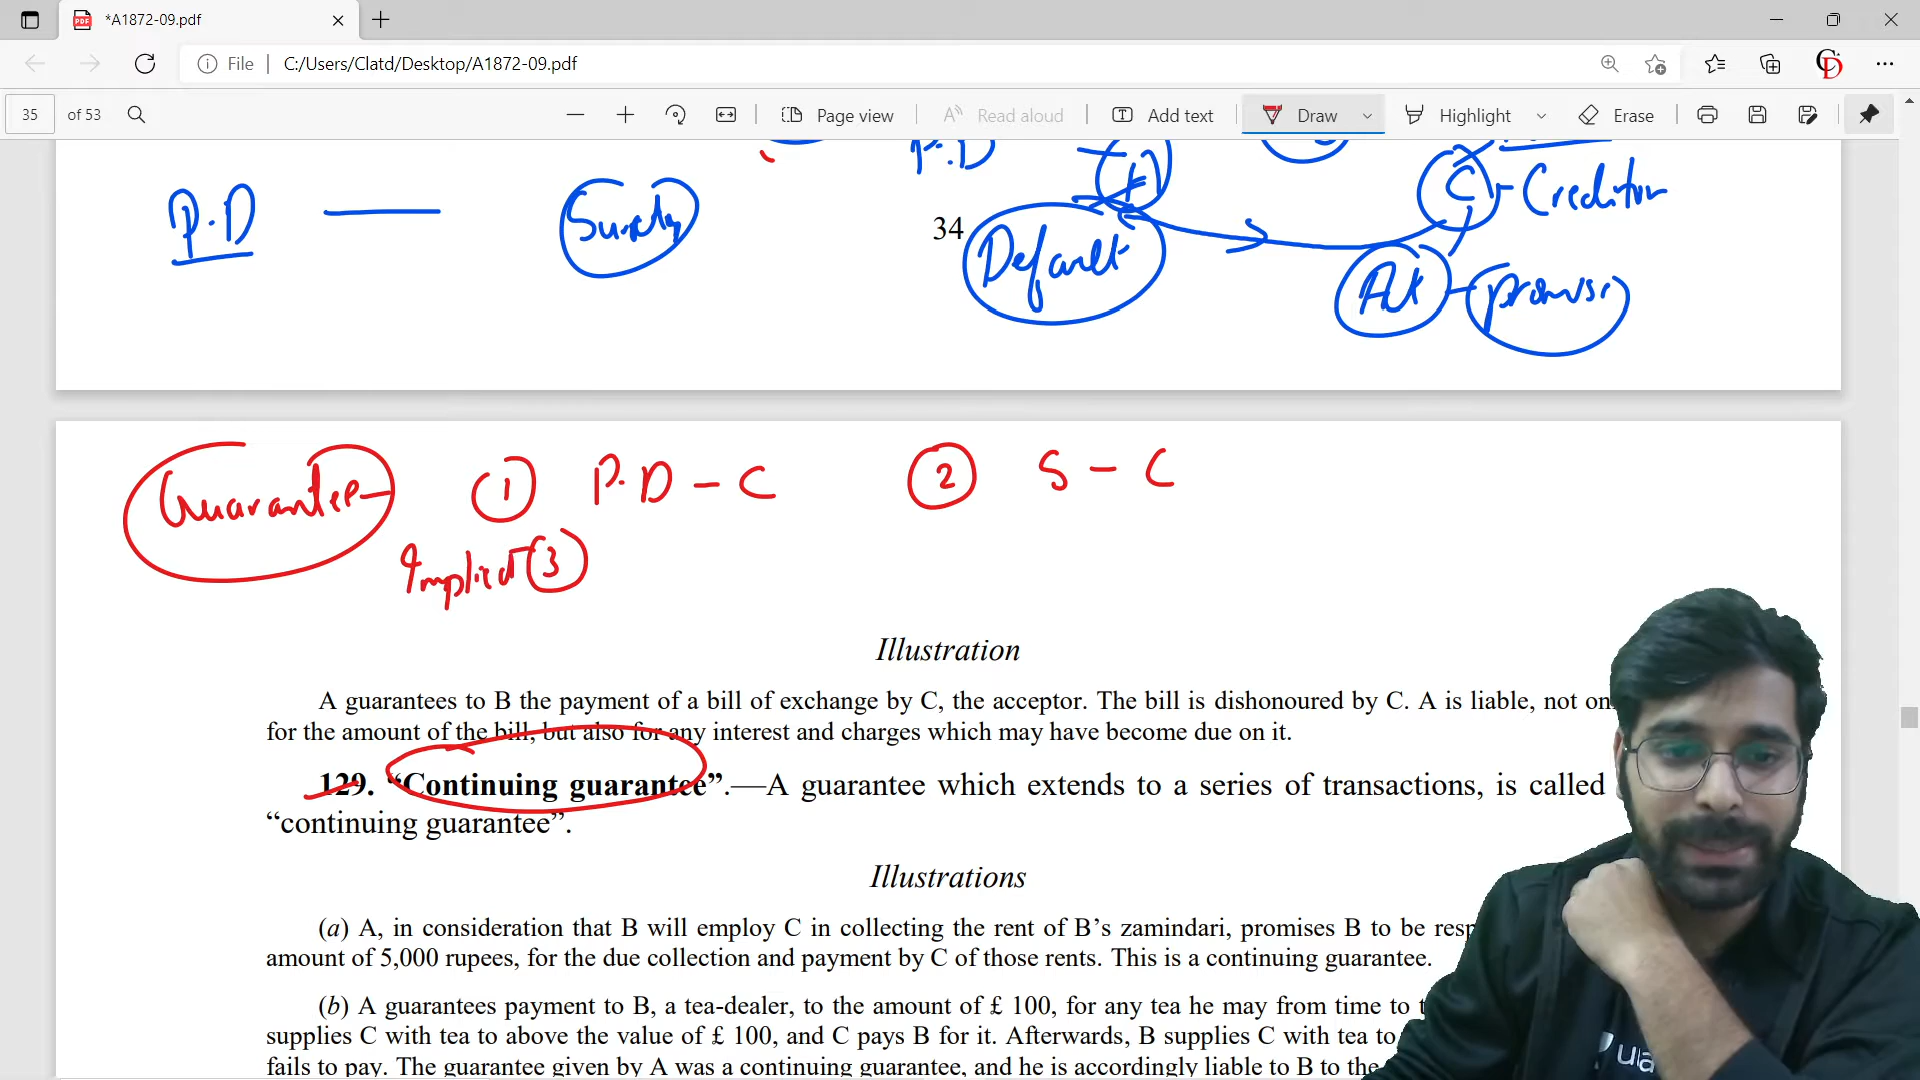 *A1872-09.pdf
File
C:/Users/Clatd/Desktop/A1872-09.pdf
CD
35 of 53
Page view
Read aloud
Add text
Draw
Highlight
Erase
P.D
P.D
Surety
34
Default
C - Creditor
promisor
Guarantee
1 P.D - C
2 S - C
Implied 3
Illustration
A guarantees to B the payment of a bill of exchange by C, the acceptor. The bill is dishonoured by C. A is liable, not on
for the amount of the bill, but also for any interest and charges which may have become due on it.
129. “Continuing guarantee”.—A guarantee which extends to a series of transactions, is called
“continuing guarantee”.
Illustrations
(a) A, in consideration that B will employ C in collecting the rent of B’s zamindari, promises B to be resp
amount of 5,000 rupees, for the due collection and payment by C of those rents. This is a continuing guarantee.
(b) A guarantees payment to B, a tea-dealer, to the amount of £ 100, for any tea he may from time to t
supplies C with tea to above the value of £ 100, and C pays B for it. Afterwards, B supplies C with tea to
fails to pay. The guarantee given by A was a continuing guarantee, and he is accordingly liable to B to the